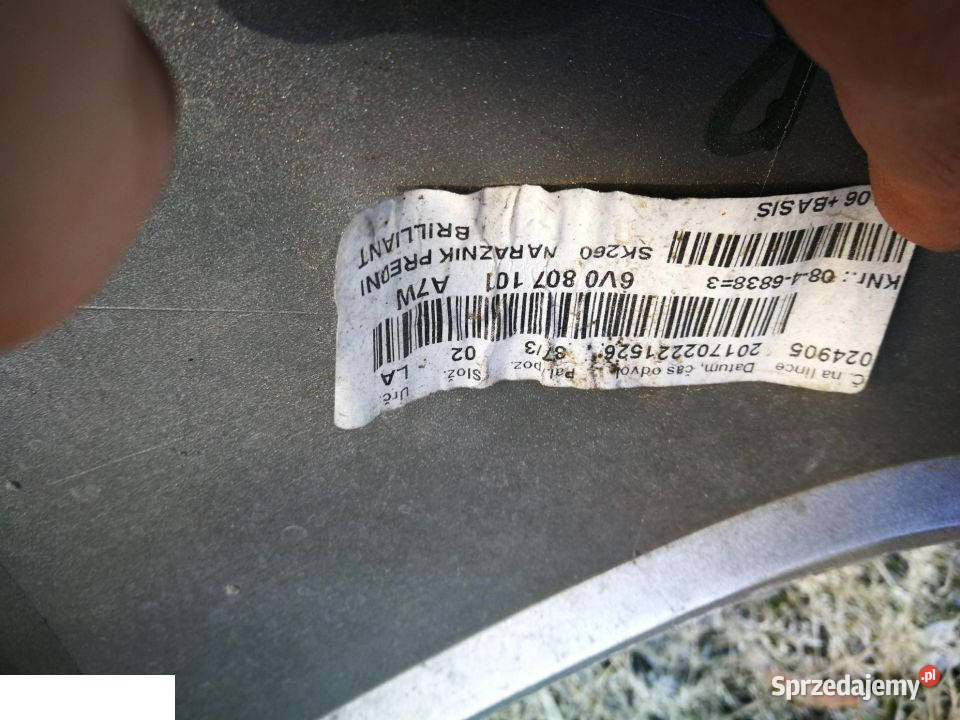 Č. na lince Datum, čas odvol. Pal. poz. Slož. Urč.
024905 201702221526 87/3 02 LA
6V0 807 101 A7W
KNr.: 08-4-6838=3 SK260 NARAZNIK PREDNI
BRILLIANT
06 +BASIS
Sprzedajemy.pl